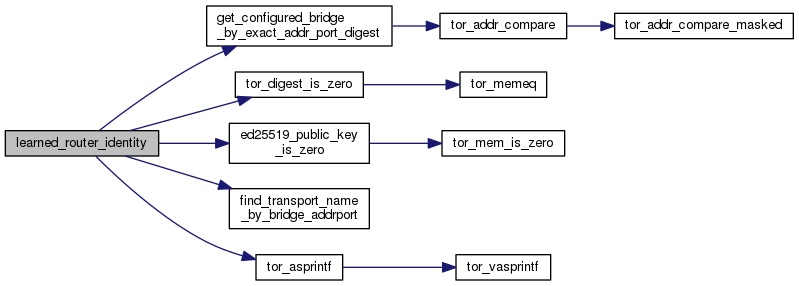 get_configured_bridge
_by_exact_addr_port_digest
tor_addr_compare
tor_addr_compare_masked
tor_digest_is_zero
tor_memeq
learned_router_identity
ed25519_public_key
_is_zero
tor_mem_is_zero
find_transport_name
_by_bridge_addrport
tor_asprintf
tor_vasprintf